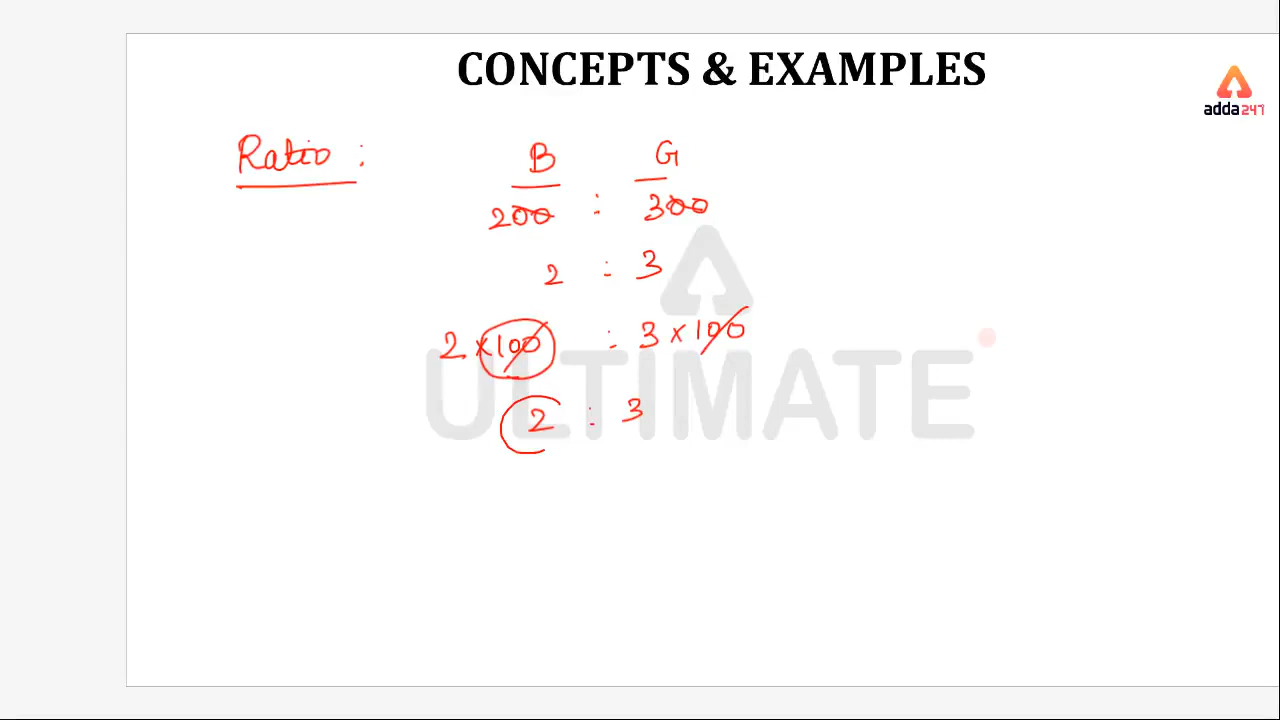 CONCEPTS & EXAMPLES
adda247
Ratio : B G
200 : 300
2 : 3
2 × 100 : 3 × 100
ULTIMATE
2 : 3